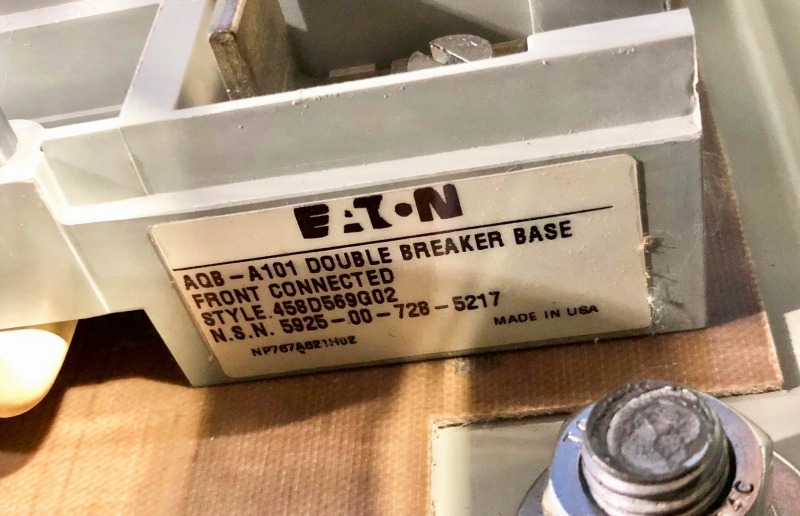 EATON
AQB-A101 DOUBLE BREAKER BASE
FRONT CONNECTED
STYLE.458D569G02
N.S.N. 5925-00-728-5217
MADE IN USA
NP767A621H02